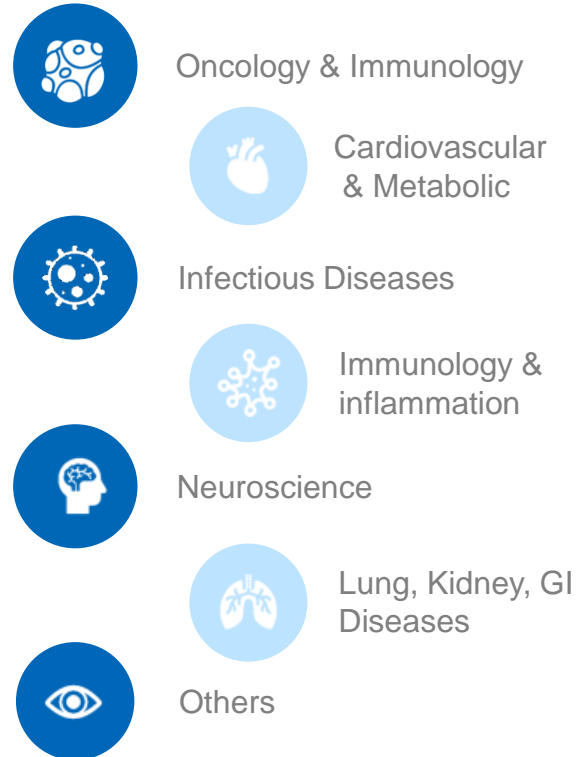 Oncology & Immunology
Cardiovascular
& Metabolic
Infectious Diseases
Immunology &
inflammation
Neuroscience
Lung, Kidney, GI
Diseases
Others